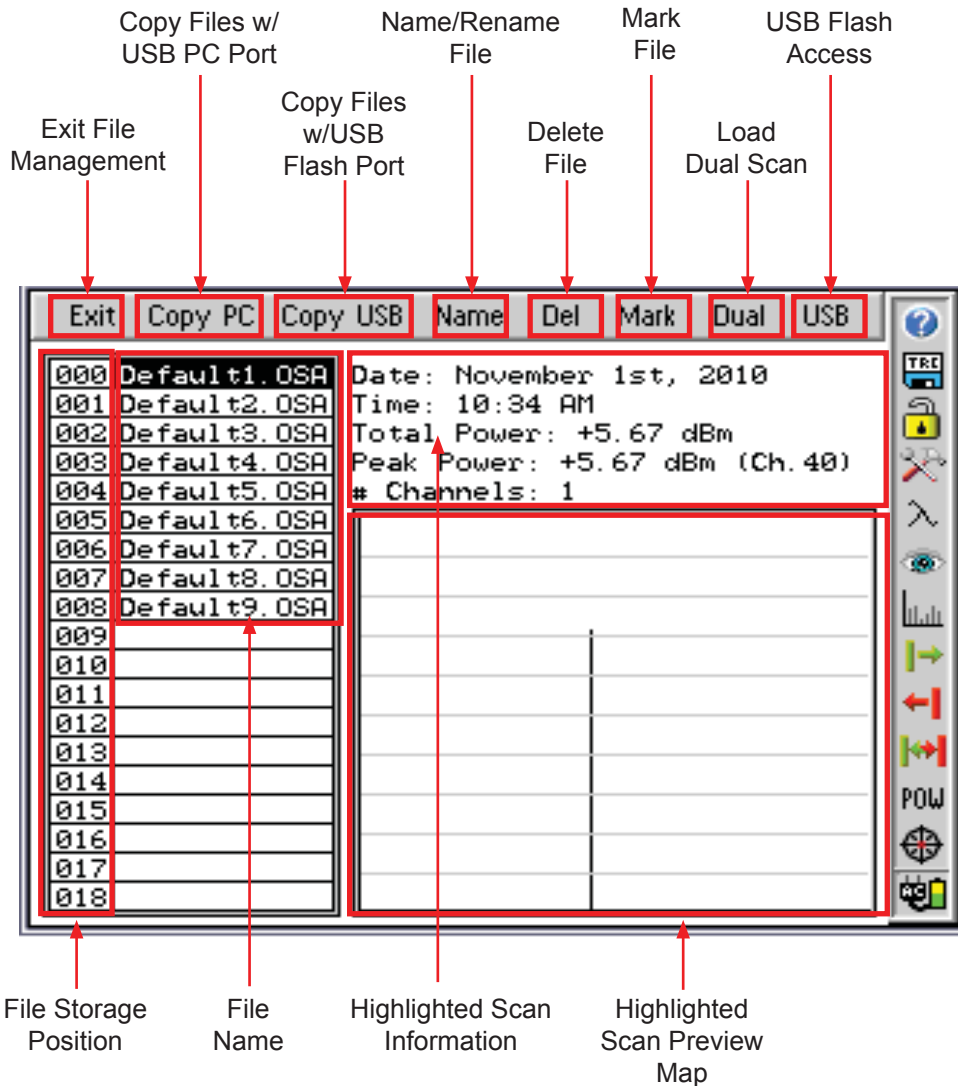 Copy Files w/
USB PC Port
Name/Rename
File
Mark
File
USB Flash
Access
Exit File
Management
Copy Files
w/USB
Flash Port
Delete
File
Load
Dual Scan
Exit Copy PC Copy USB Name Del Mark Dual USB
?
TRC
000 Default1.OSA
001 Default2.OSA
002 Default3.OSA
003 Default4.OSA
004 Default5.OSA
005 Default6.OSA
006 Default7.OSA
007 Default8.OSA
008 Default9.OSA
009
010
011
012
013
014
015
016
017
018
Date: November 1st, 2010
Time: 10:34 AM
Total Power: +5.67 dBm
Peak Power: +5.67 dBm (Ch.40)
# Channels: 1
λ
POW
AC
File Storage
Position
File
Name
Highlighted Scan
Information
Highlighted
Scan Preview
Map